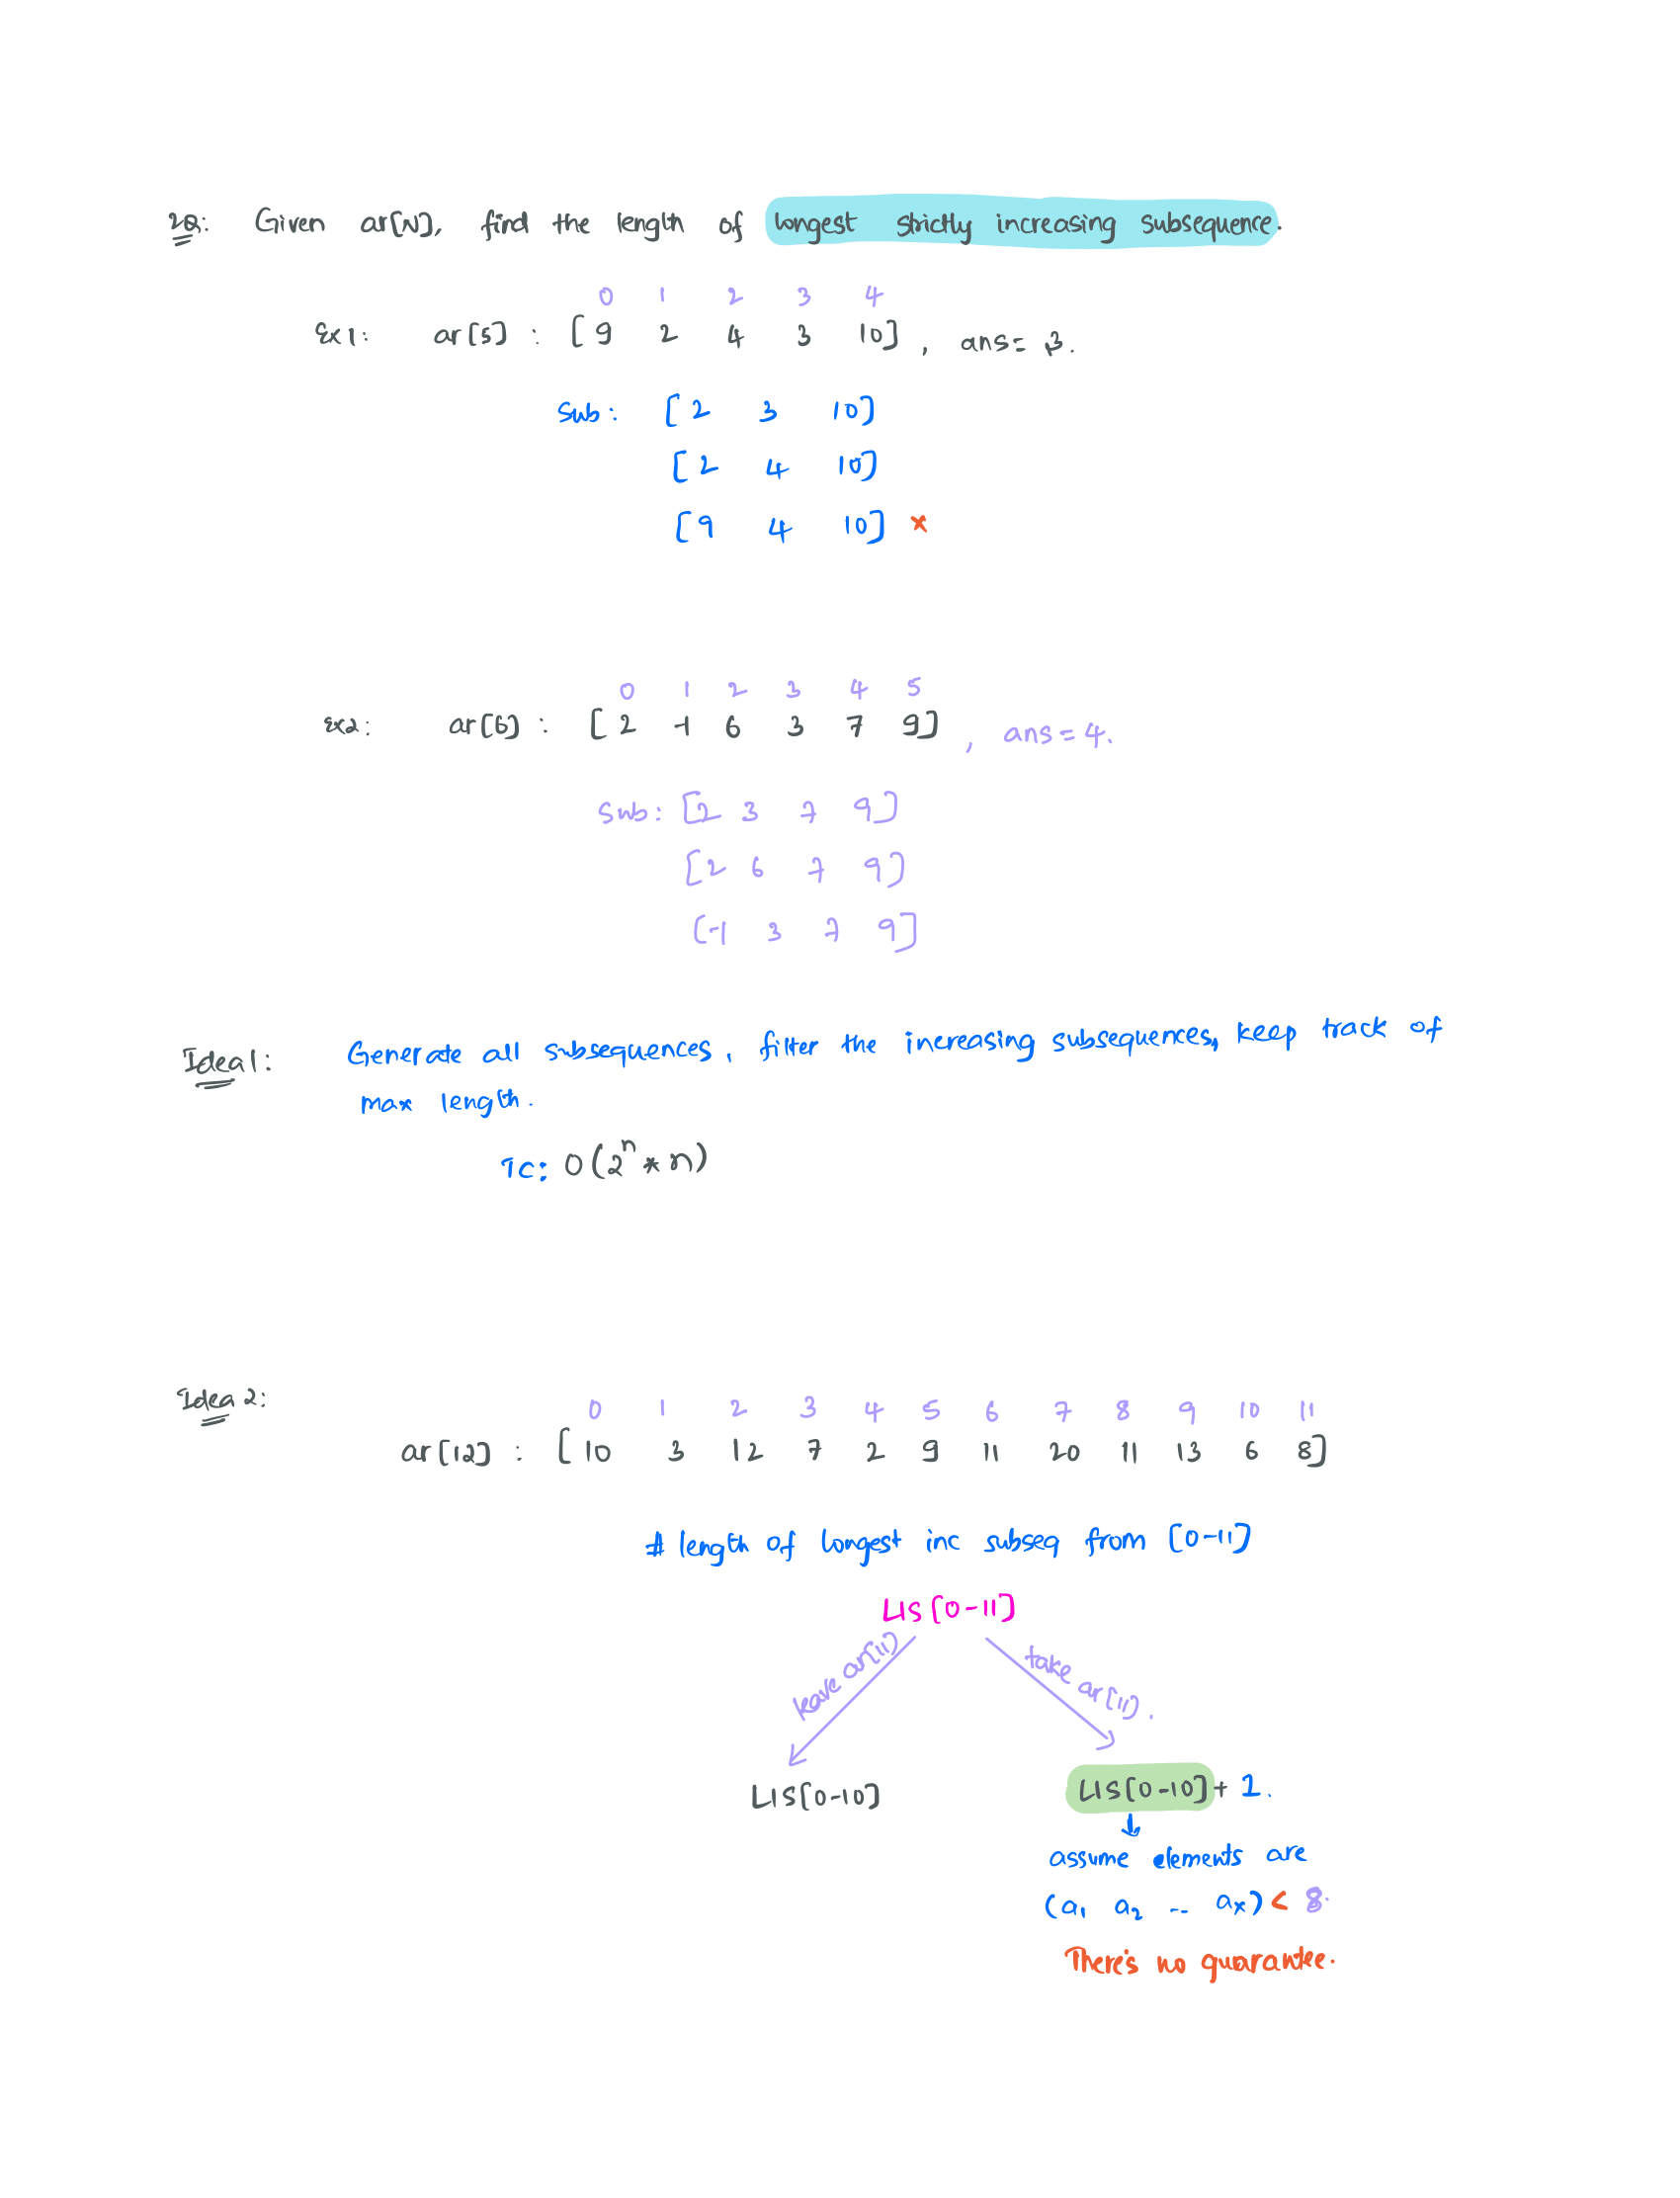 2Q: Given ar[N], find the length of longest strictly increasing subsequence.
0 1 2 3 4
Ex1: ar[5] : [9 2 4 3 10] , ans= 3.
Sub: [2 3 10]
[2 4 10]
[9 4 10] x
0 1 2 3 4 5
Ex2: ar[6] : [2 -1 6 3 7 9] , ans=4.
Sub: [2 3 7 9]
[2 6 7 9]
[-1 3 7 9]
Idea1: Generate all subsequences, filter the increasing subsequences, keep track of
max length.
TC: O(2^n * n)
Idea 2:
0 1 2 3 4 5 6 7 8 9 10 11
ar[12] : [10 3 12 7 2 9 11 20 11 13 6 8]
# length of longest inc subseq from [0-11]
LIS[0-11]
leave ar[11] take ar[11].
LIS[0-10] LIS[0-10]+ 1.
assume elements are
(a₁ a₂ -- aₓ) < 8.
There's no guarantee.